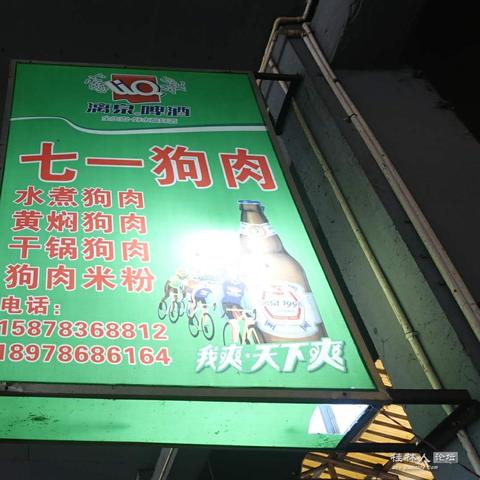 LQ
漓泉啤酒
七一狗肉
水煮狗肉
黄焖狗肉
干锅狗肉
狗肉米粉
电话：
15878368812
18978686164
我爽·天下爽
桂林人论坛